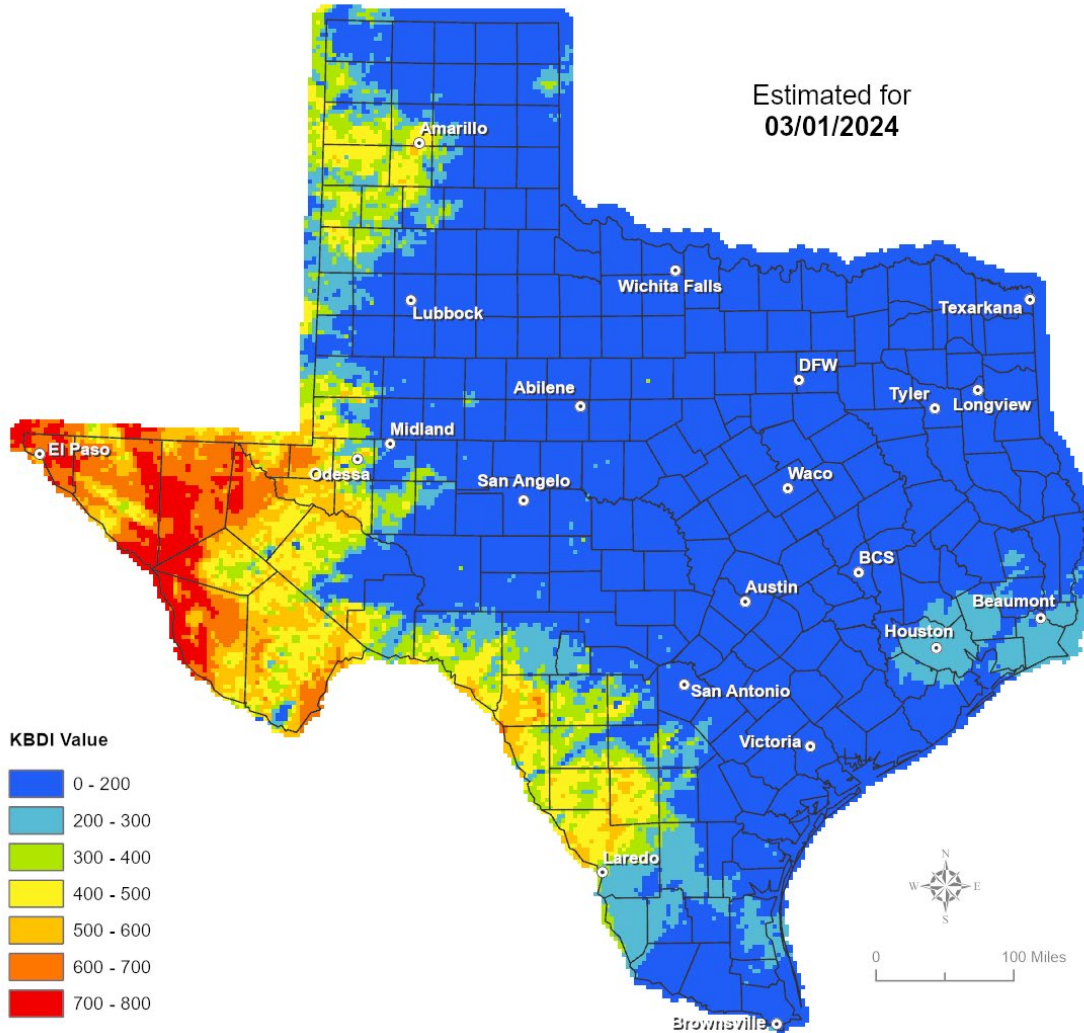 Estimated for
03/01/2024
Amarillo
Wichita Falls
Lubbock
Texarkana
DFW
Abilene
Tyler
Longview
Midland
El Paso
Odessa
San Angelo
Waco
BCS
Austin
Beaumont
Houston
San Antonio
Victoria
Laredo
Brownsville
KBDI Value
0 - 200
200 - 300
300 - 400
400 - 500
500 - 600
600 - 700
700 - 800
N
W E
S
0 100 Miles